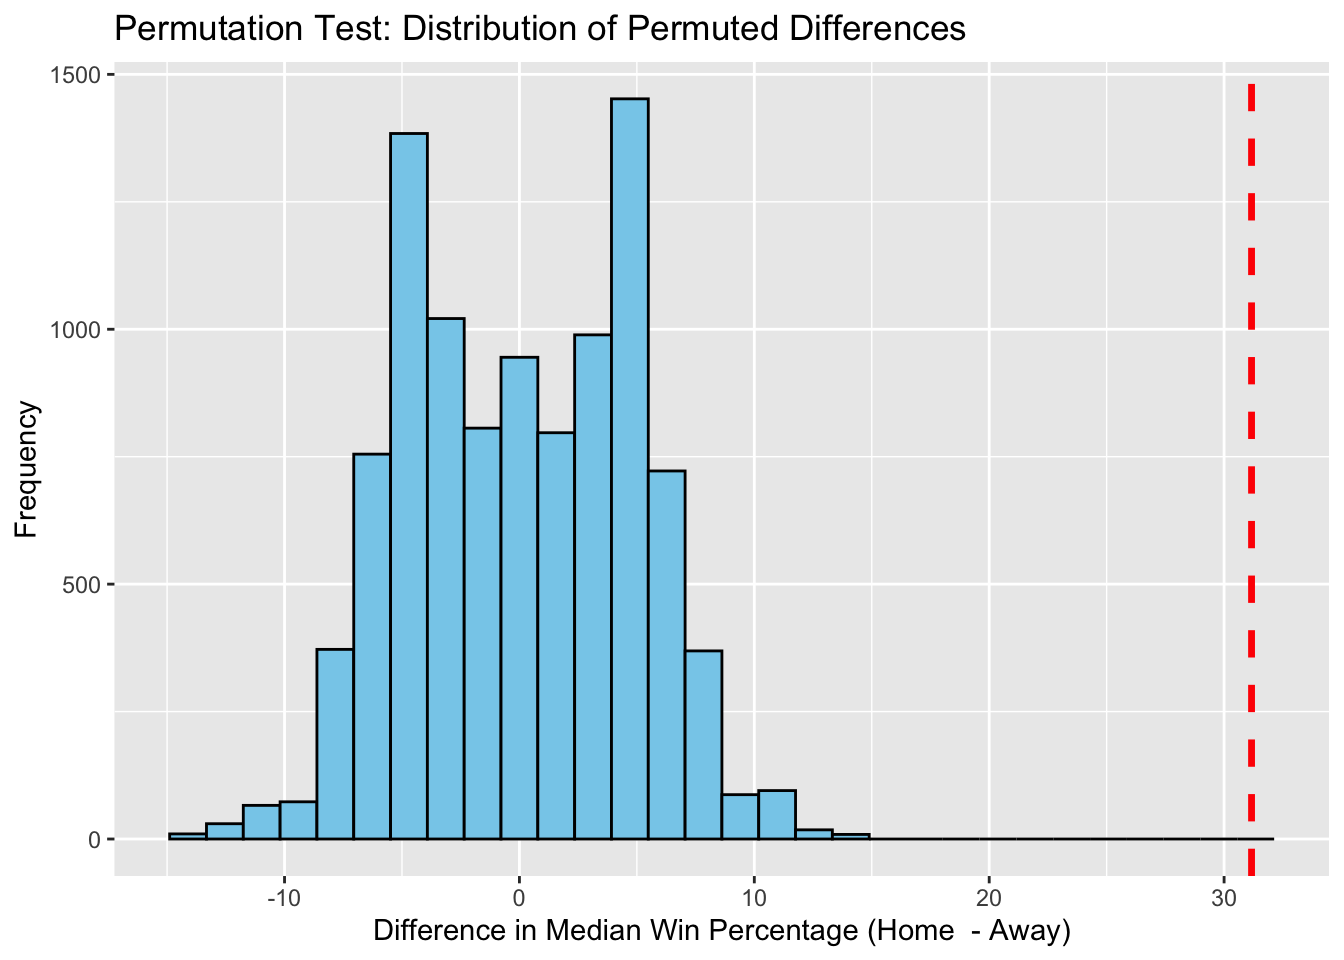 Permutation Test: Distribution of Permuted Differences
1500
1000
500
0
Frequency
-10 0 10 20 30
Difference in Median Win Percentage (Home  - Away)